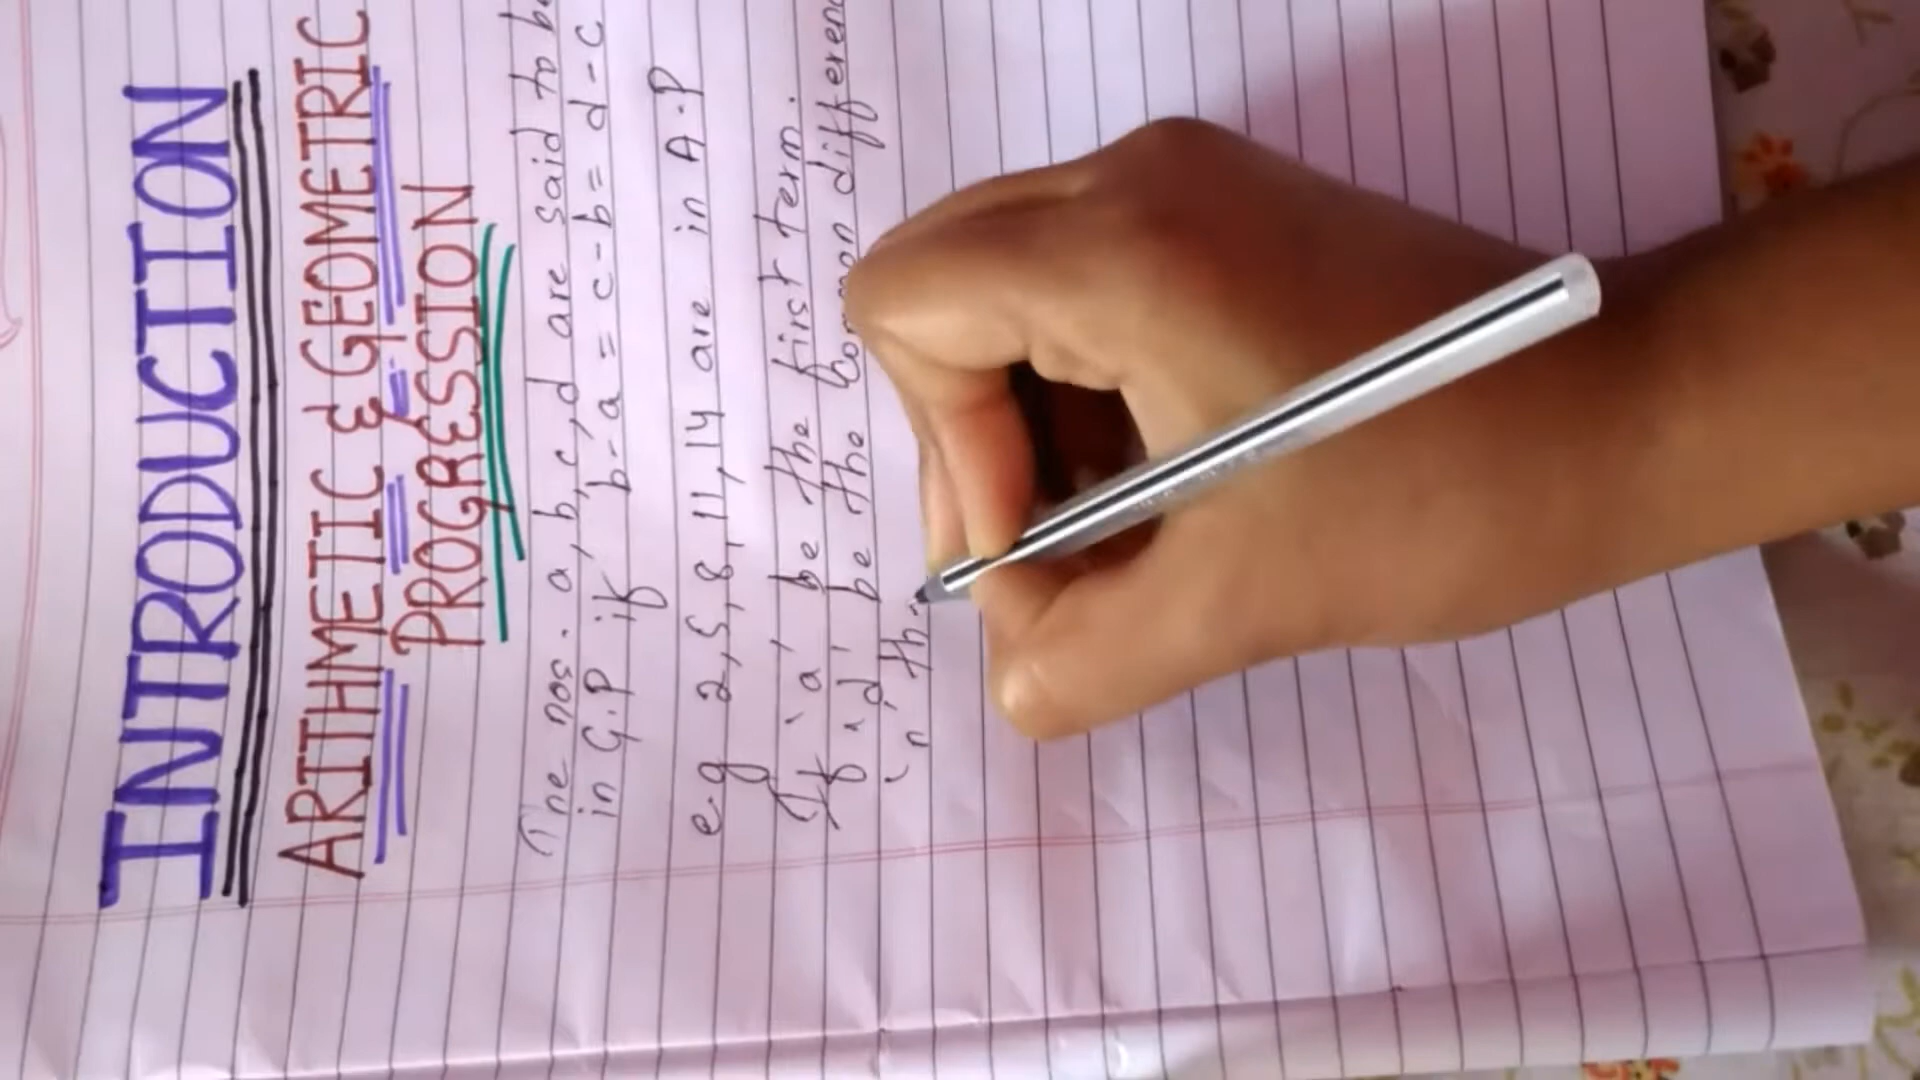 INTRODUCTION
ARITHMETIC & GEOMETRIC
PROGRESSION
The nos. a, b, c, d are said to be
in G.P if b-a = c-b = d-c
e.g 2, 5, 8, 11, 14 are in A.P
If 'a' be the first term.
If 'd' be the common differenc
'n' th